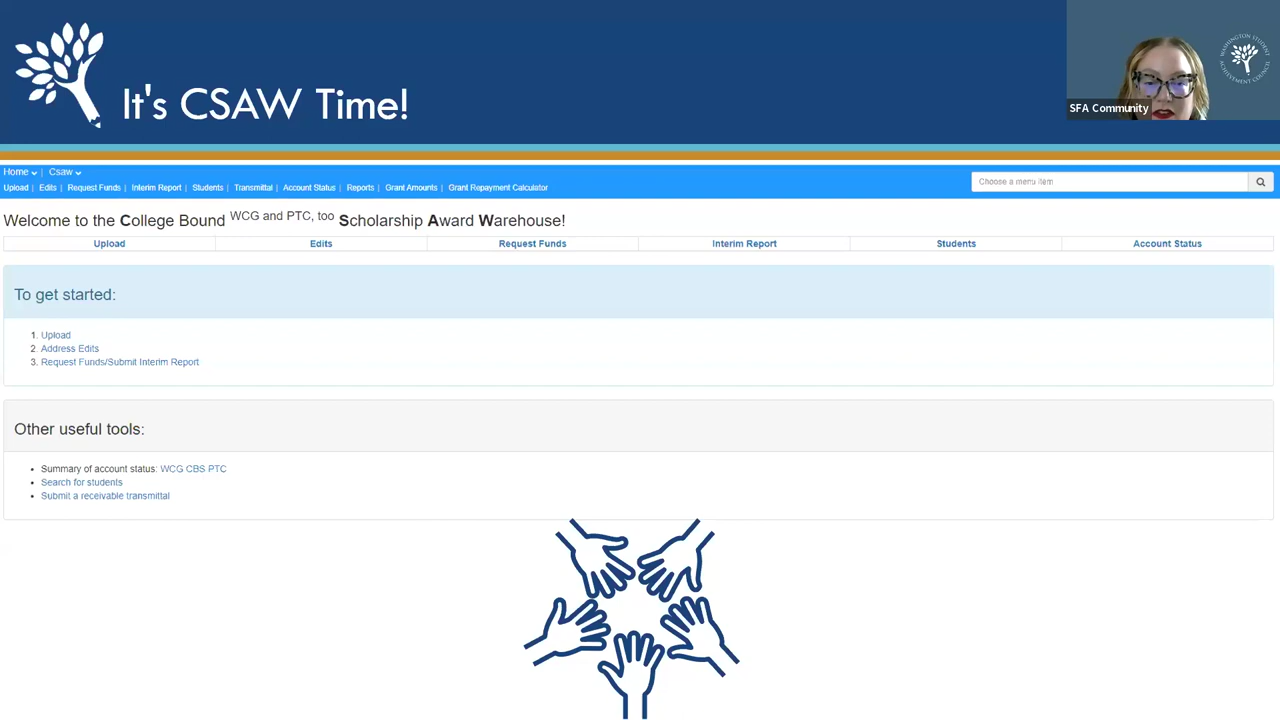 It's CSAW Time!
WASHINGTON STUDENT ACHIEVEMENT COUNCIL
SFA Community
Home | Csaw
Upload | Edits | Request Funds | Interim Report | Students | Transmittal | Account Status | Reports | Grant Amounts | Grant Repayment Calculator
Choose a menu item
Welcome to the College Bound WCG and PTC, too Scholarship Award Warehouse!
Upload Edits Request Funds Interim Report Students Account Status
To get started:
1. Upload
2. Address Edits
3. Request Funds/Submit Interim Report
Other useful tools:
• Summary of account status: WCG CBS PTC
• Search for students
• Submit a receivable transmittal